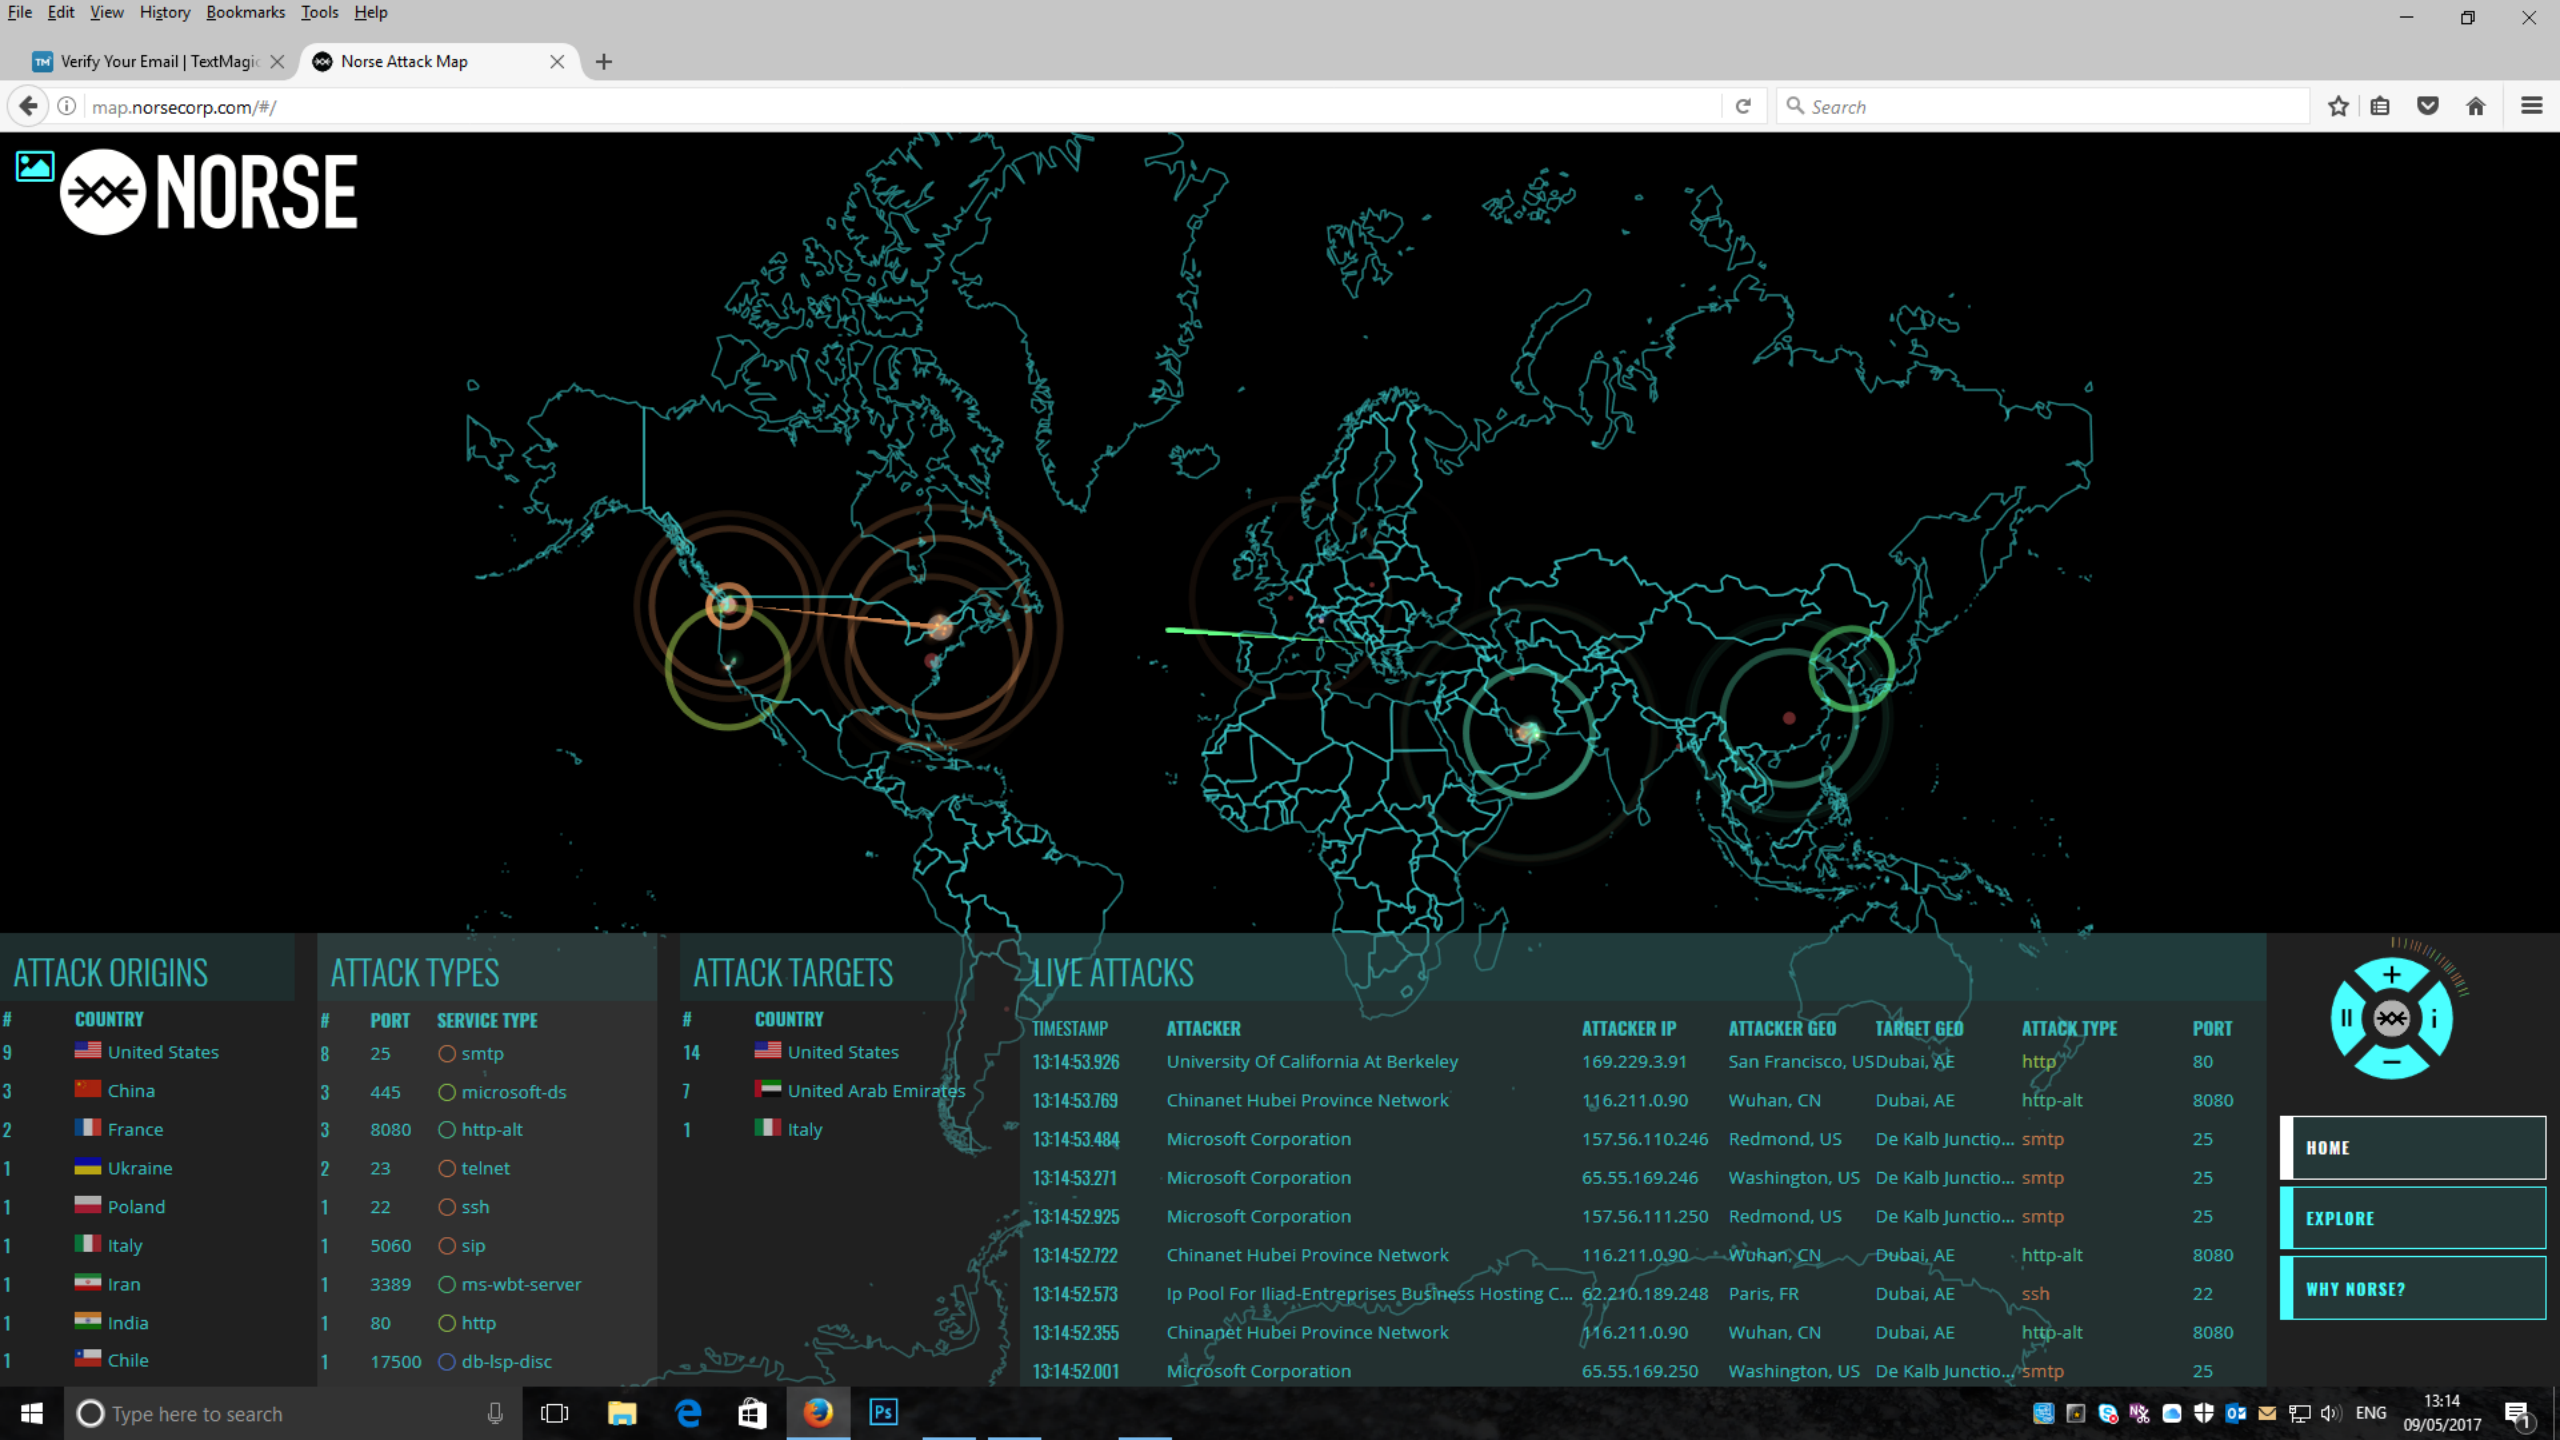 File Edit View History Bookmarks Tools Help
TM Verify Your Email | TextMagic
Norse Attack Map
map.norsecorp.com/#/
Search
NORSE
ATTACK ORIGINS
# COUNTRY
9 United States
3 China
2 France
1 Ukraine
1 Poland
1 Italy
1 Iran
1 India
1 Chile
ATTACK TYPES
# PORT SERVICE TYPE
8 25 smtp
3 445 microsoft-ds
3 8080 http-alt
2 23 telnet
1 22 ssh
1 5060 sip
1 3389 ms-wbt-server
1 80 http
1 17500 db-lsp-disc
ATTACK TARGETS
# COUNTRY
14 United States
7 United Arab Emirates
1 Italy
LIVE ATTACKS
TIMESTAMP ATTACKER ATTACKER IP ATTACKER GEO TARGET GEO ATTACK TYPE PORT
13:14:53.926 University Of California At Berkeley 169.229.3.91 San Francisco, US Dubai, AE http 80
13:14:53.769 Chinanet Hubei Province Network 116.211.0.90 Wuhan, CN Dubai, AE http-alt 8080
13:14:53.484 Microsoft Corporation 157.56.110.246 Redmond, US De Kalb Junctio... smtp 25
13:14:53.271 Microsoft Corporation 65.55.169.246 Washington, US De Kalb Junctio... smtp 25
13:14:52.925 Microsoft Corporation 157.56.111.250 Redmond, US De Kalb Junctio... smtp 25
13:14:52.722 Chinanet Hubei Province Network 116.211.0.90 Wuhan, CN Dubai, AE http-alt 8080
13:14:52.573 Ip Pool For Iliad-Entreprises Business Hosting C... 62.210.189.248 Paris, FR Dubai, AE ssh 22
13:14:52.355 Chinanet Hubei Province Network 116.211.0.90 Wuhan, CN Dubai, AE http-alt 8080
13:14:52.001 Microsoft Corporation 65.55.169.250 Washington, US De Kalb Junctio... smtp 25
HOME
EXPLORE
WHY NORSE?
Type here to search
Ps
ENG
13:14
09/05/2017
1